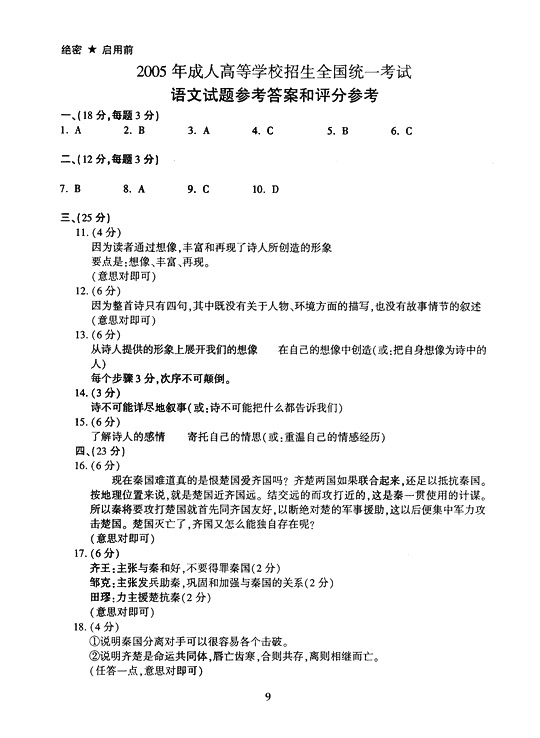 绝密 ★ 启用前
2005 年成人高等学校招生全国统一考试
语文试题参考答案和评分参考
一、(18 分,每题 3 分)
1. A 2. B 3. A 4. C 5. B 6. C
二、(12 分,每题 3 分)
7. B 8. A 9. C 10. D
三、(25 分)
11. (4 分)
因为读者通过想像,丰富和再现了诗人所创造的形象
要点是:想像、丰富、再现。
(意思对即可)
12. (6 分)
因为整首诗只有四句,其中既没有关于人物、环境方面的描写,也没有故事情节的叙述
(意思对即可)
13. (6 分)
从诗人提供的形象上展开我们的想像 在自己的想像中创造(或:把自身想像为诗中的
人)
每个步骤 3 分,次序不可颠倒。
14. (3 分)
诗不可能详尽地叙事(或:诗不可能把什么都告诉我们)
15. (6 分)
了解诗人的感情 寄托自己的情思(或:重温自己的情感经历)
四、(23 分)
16. (6 分)
现在秦国难道真的是恨楚国爱齐国吗? 齐楚两国如果联合起来,还足以抵抗秦国。
按地理位置来说,就是楚国近齐国远。结交远的而攻打近的,这是秦一贯使用的计谋。
所以秦将要攻打楚国就首先同齐国友好,以断绝对楚的军事援助,这以后便集中军力攻
击楚国。楚国灭亡了,齐国又怎么能独自存在呢?
(意思对即可)
17. (6 分)
齐王:主张与秦和好,不要得罪秦国(2 分)
邹克:主张发兵助秦,巩固和加强与秦国的关系(2 分)
田璆:力主援楚抗秦(2 分)
(意思对即可)
18. (4 分)
①说明秦国分离对手可以很容易各个击破。
②说明齐楚是命运共同体,唇亡齿寒,合则共存,离则相继而亡。
(任答一点,意思对即可)
9